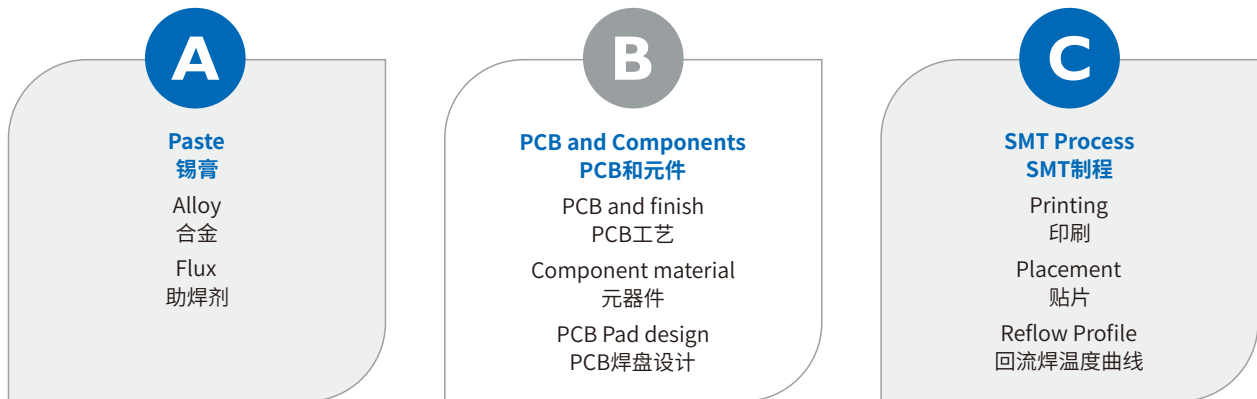 A
Paste
锡膏
Alloy
合金
Flux
助焊剂
B
PCB and Components
PCB和元件
PCB and finish
PCB工艺
Component material
元器件
PCB Pad design
PCB焊盘设计
C
SMT Process
SMT制程
Printing
印刷
Placement
贴片
Reflow Profile
回流焊温度曲线